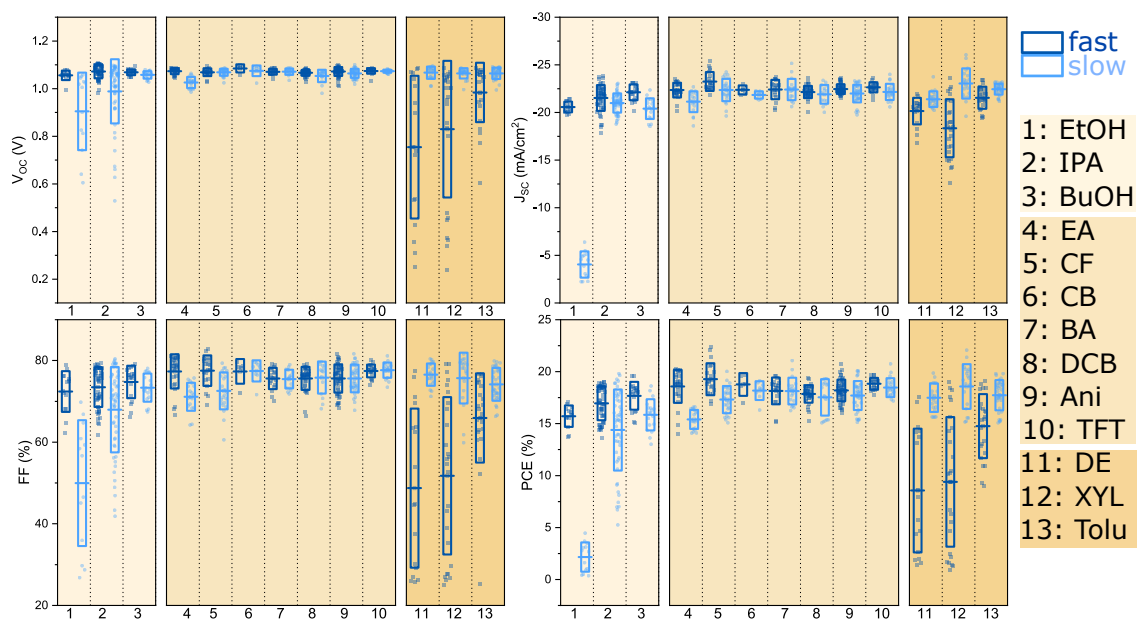 fast
slow
1: EtOH
2: IPA
3: BuOH
4: EA
5: CF
6: CB
7: BA
8: DCB
9: Ani
10: TFT
11: DE
12: XYL
13: Tolu
V_OC (V)
1.2
1.0
0.8
0.6
0.4
0.2
1 2 3 4 5 6 7 8 9 10 11 12 13
J_SC (mA/cm²)
-30
-25
-20
-15
-10
-5
0
1 2 3 4 5 6 7 8 9 10 11 12 13
FF (%)
80
60
40
20
1 2 3 4 5 6 7 8 9 10 11 12 13
PCE (%)
25
20
15
10
5
0
1 2 3 4 5 6 7 8 9 10 11 12 13